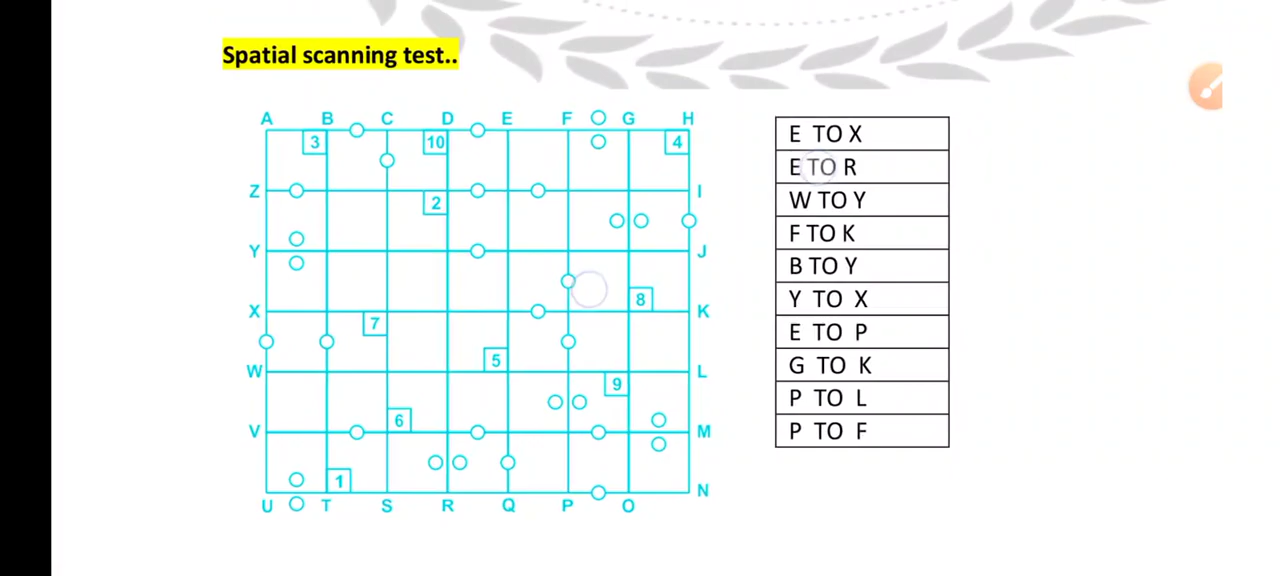 Spatial scanning test..
A B C D E F G H
3 10 4
Z I
2
Y J
8
X K
7
5
W L
9
6
V M
1
U T S R Q P O N
E TO X
E TO R
W TO Y
F TO K
B TO Y
Y TO X
E TO P
G TO K
P TO L
P TO F